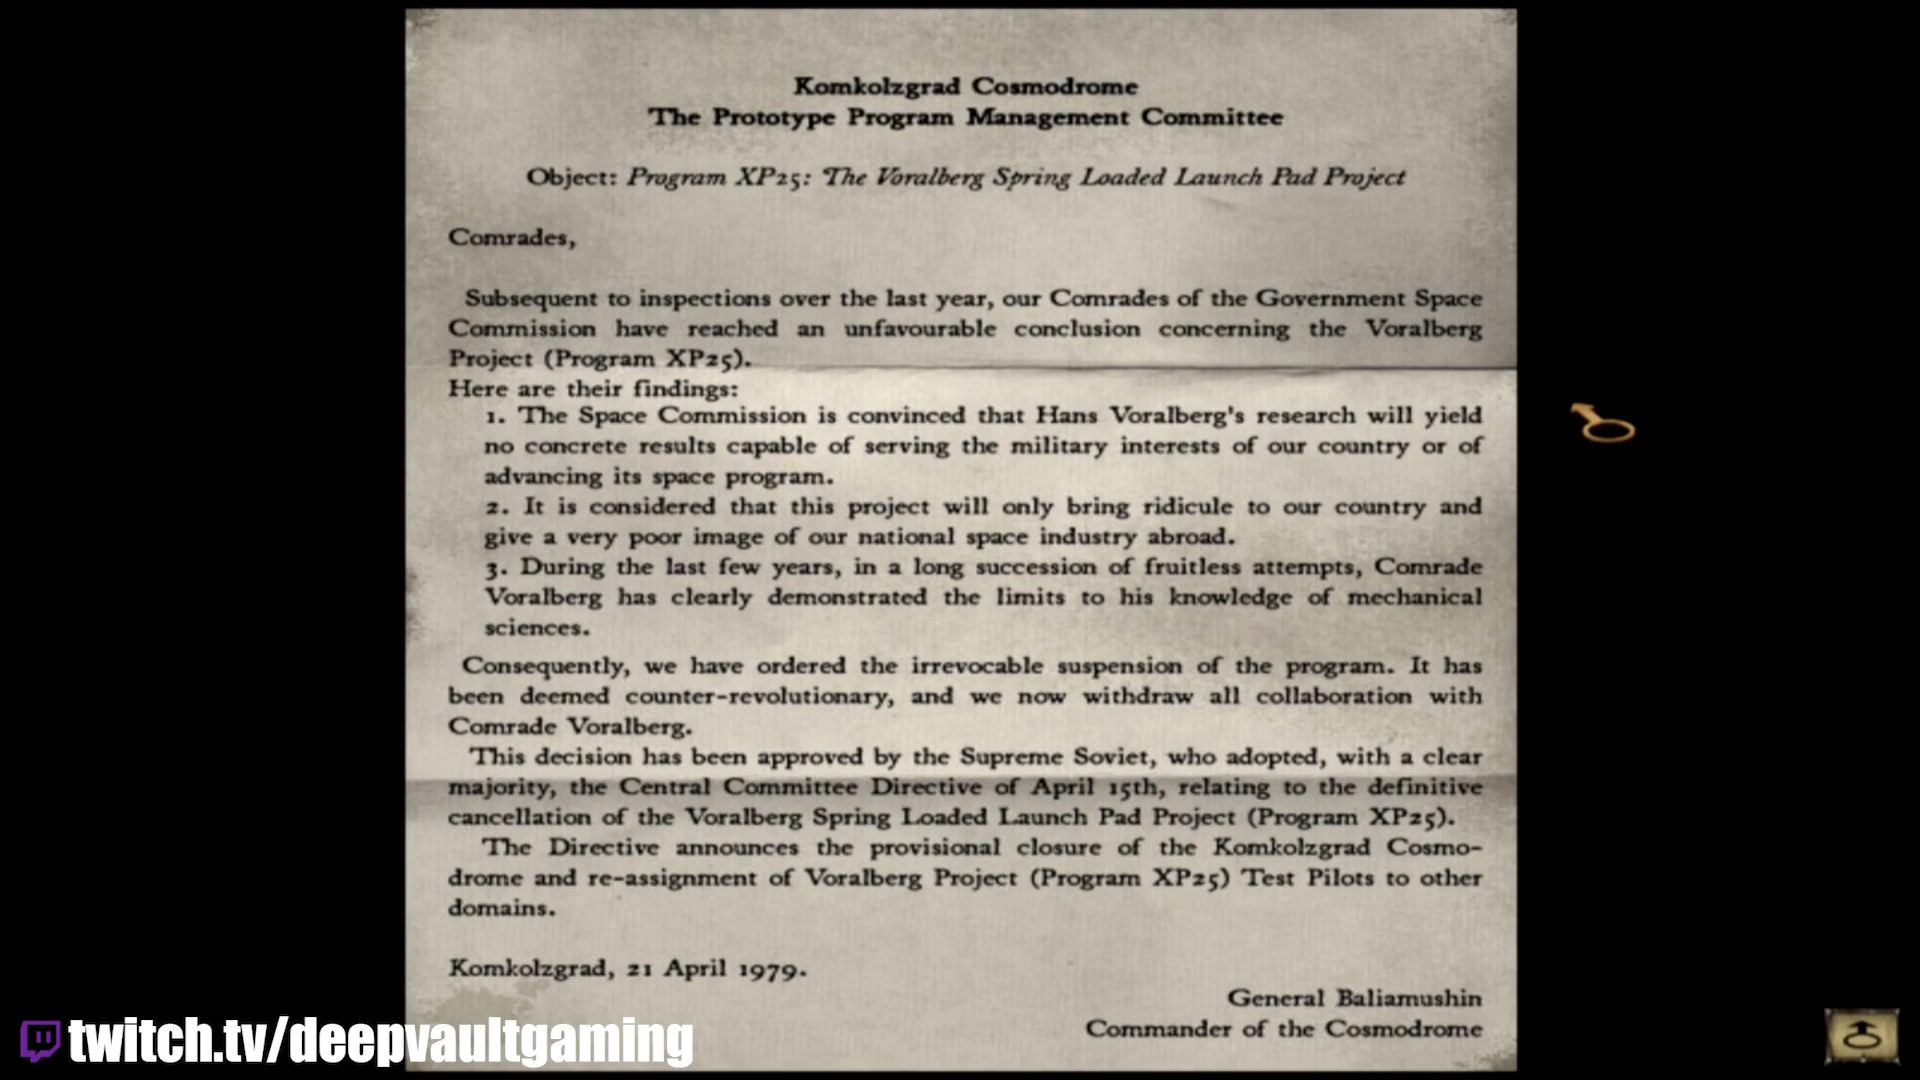 Komkolzgrad Cosmodrome
The Prototype Program Management Committee
Object: Program XP25: The Voralberg Spring Loaded Launch Pad Project
Comrades,
Subsequent to inspections over the last year, our Comrades of the Government Space
Commission have reached an unfavourable conclusion concerning the Voralberg
Project (Program XP25).
Here are their findings:
1. The Space Commission is convinced that Hans Voralberg's research will yield
no concrete results capable of serving the military interests of our country or of
advancing its space program.
2. It is considered that this project will only bring ridicule to our country and
give a very poor image of our national space industry abroad.
3. During the last few years, in a long succession of fruitless attempts, Comrade
Voralberg has clearly demonstrated the limits to his knowledge of mechanical
sciences.
Consequently, we have ordered the irrevocable suspension of the program. It has
been deemed counter-revolutionary, and we now withdraw all collaboration with
Comrade Voralberg.
This decision has been approved by the Supreme Soviet, who adopted, with a clear
majority, the Central Committee Directive of April 15th, relating to the definitive
cancellation of the Voralberg Spring Loaded Launch Pad Project (Program XP25).
The Directive announces the provisional closure of the Komkolzgrad Cosmo-
drome and re-assignment of Voralberg Project (Program XP25) Test Pilots to other
domains.
Komkolzgrad, 21 April 1979.
General Baliamushin
Commander of the Cosmodrome
twitch.tv/deepvaultgaming